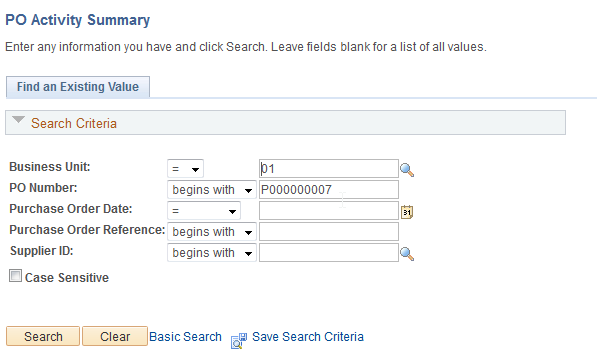 PO Activity Summary
Enter any information you have and click Search. Leave fields blank for a list of all values.
Find an Existing Value
Search Criteria
Business Unit: = 01
PO Number: begins with P000000007
Purchase Order Date: = 31
Purchase Order Reference: begins with
Supplier ID: begins with
Case Sensitive
Search Clear Basic Search Save Search Criteria